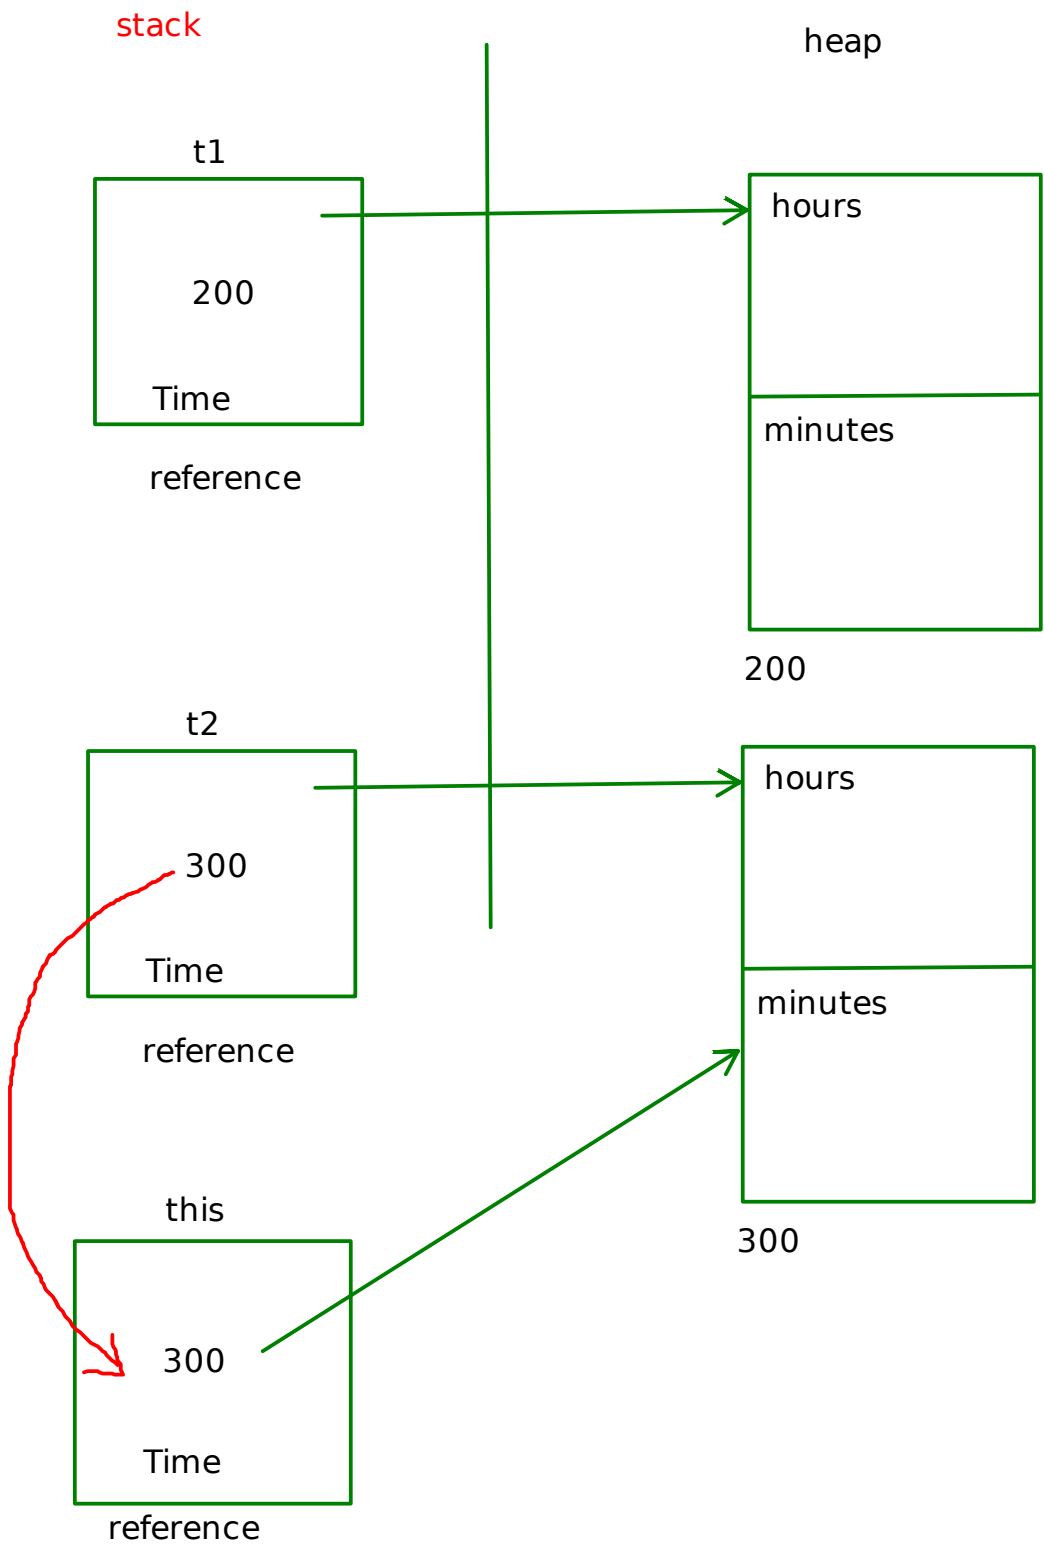 stack
heap
t1
hours
200
Time
minutes
reference
200
t2
hours
300
Time
minutes
reference
this
300
300
Time
reference